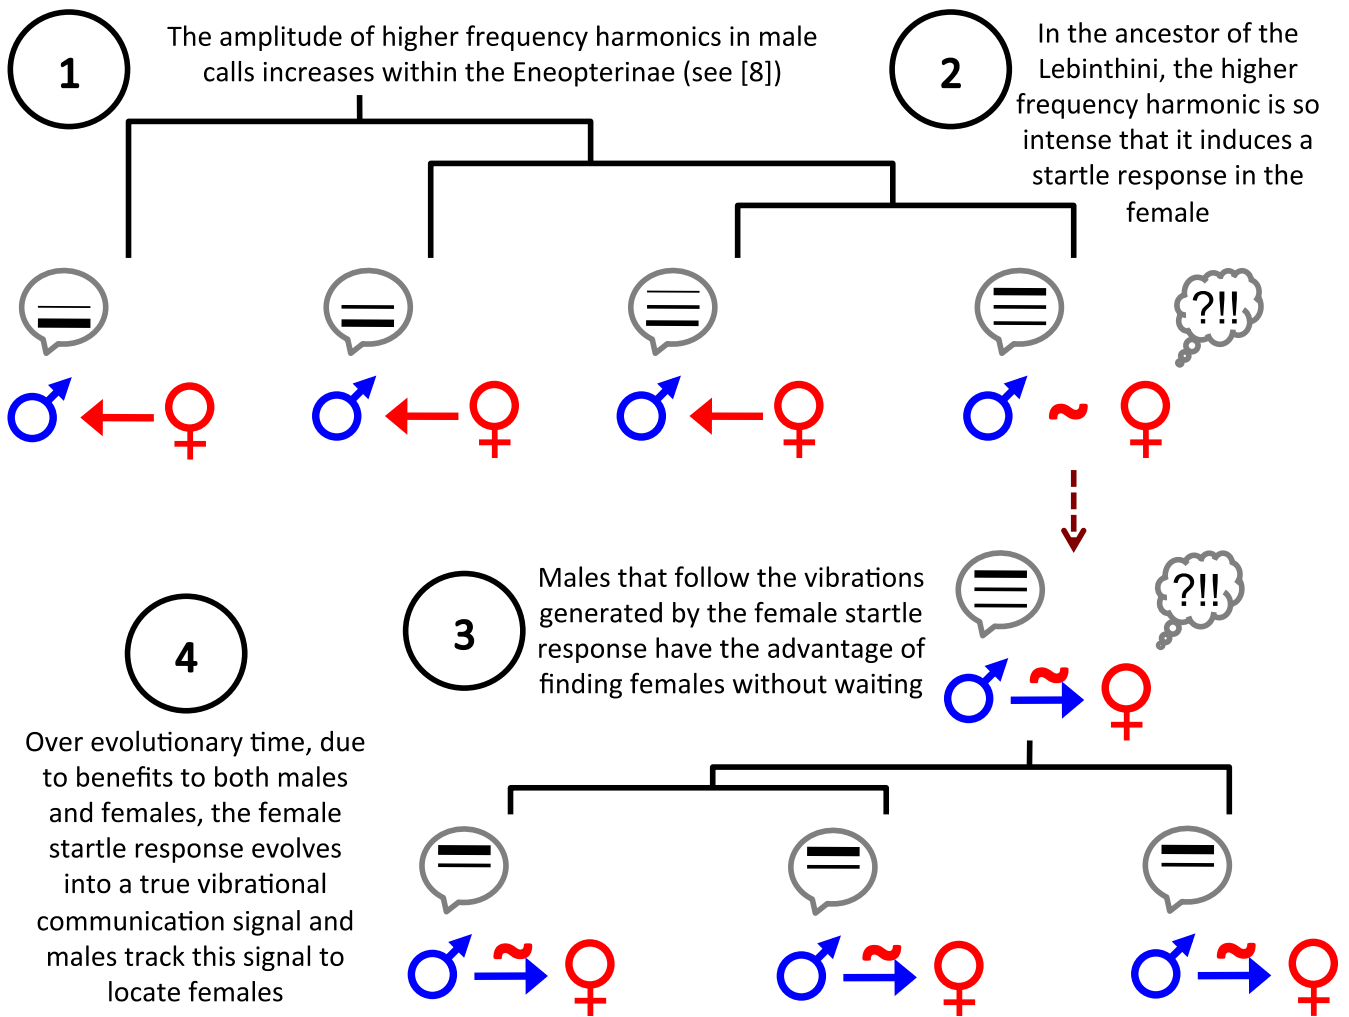 1
The amplitude of higher frequency harmonics in male
calls increases within the Eneopterinae (see [8])
2
In the ancestor of the
Lebinthini, the higher
frequency harmonic is so
intense that it induces a
startle response in the
female
?!!
~
3
Males that follow the vibrations
generated by the female startle
response have the advantage of
finding females without waiting
?!!
~
4
Over evolutionary time, due
to benefits to both males
and females, the female
startle response evolves
into a true vibrational
communication signal and
males track this signal to
locate females
~
~
~